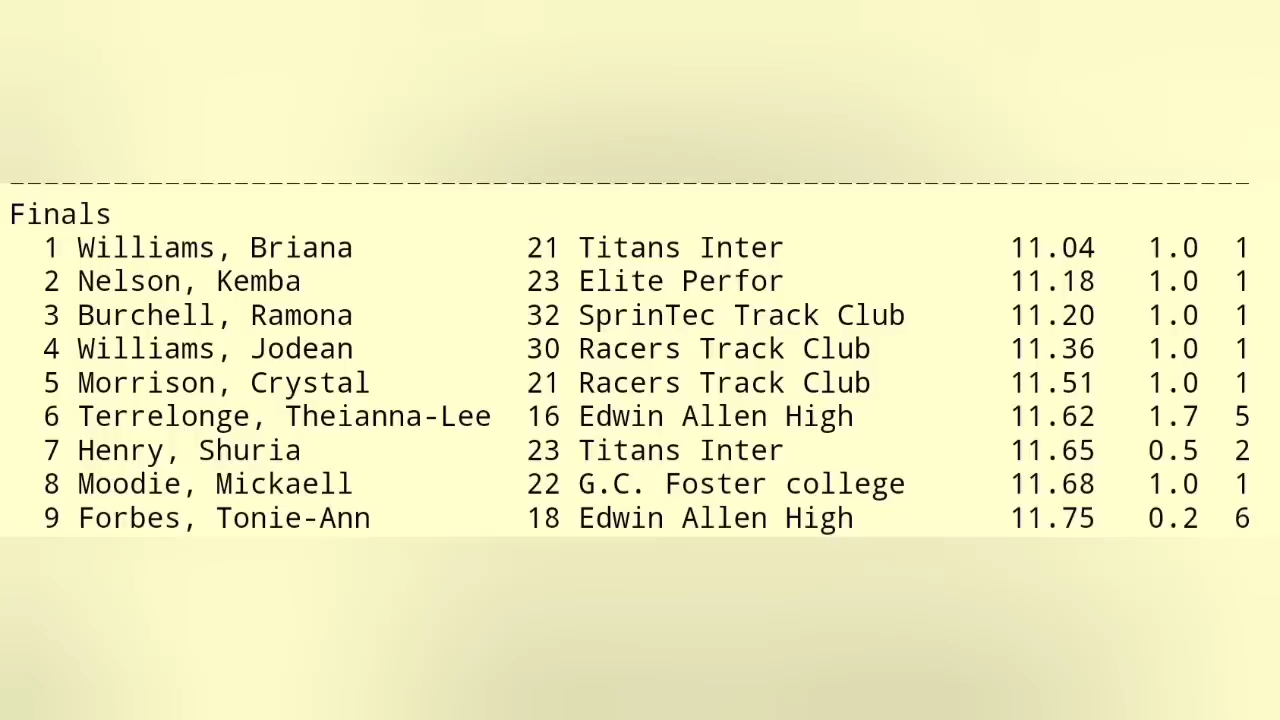 Finals
1 Williams, Briana 21 Titans Inter 11.04 1.0 1
2 Nelson, Kemba 23 Elite Perfor 11.18 1.0 1
3 Burchell, Ramona 32 SprinTec Track Club 11.20 1.0 1
4 Williams, Jodean 30 Racers Track Club 11.36 1.0 1
5 Morrison, Crystal 21 Racers Track Club 11.51 1.0 1
6 Terrelonge, Theianna-Lee 16 Edwin Allen High 11.62 1.7 5
7 Henry, Shuria 23 Titans Inter 11.65 0.5 2
8 Moodie, Mickaell 22 G.C. Foster college 11.68 1.0 1
9 Forbes, Tonie-Ann 18 Edwin Allen High 11.75 0.2 6